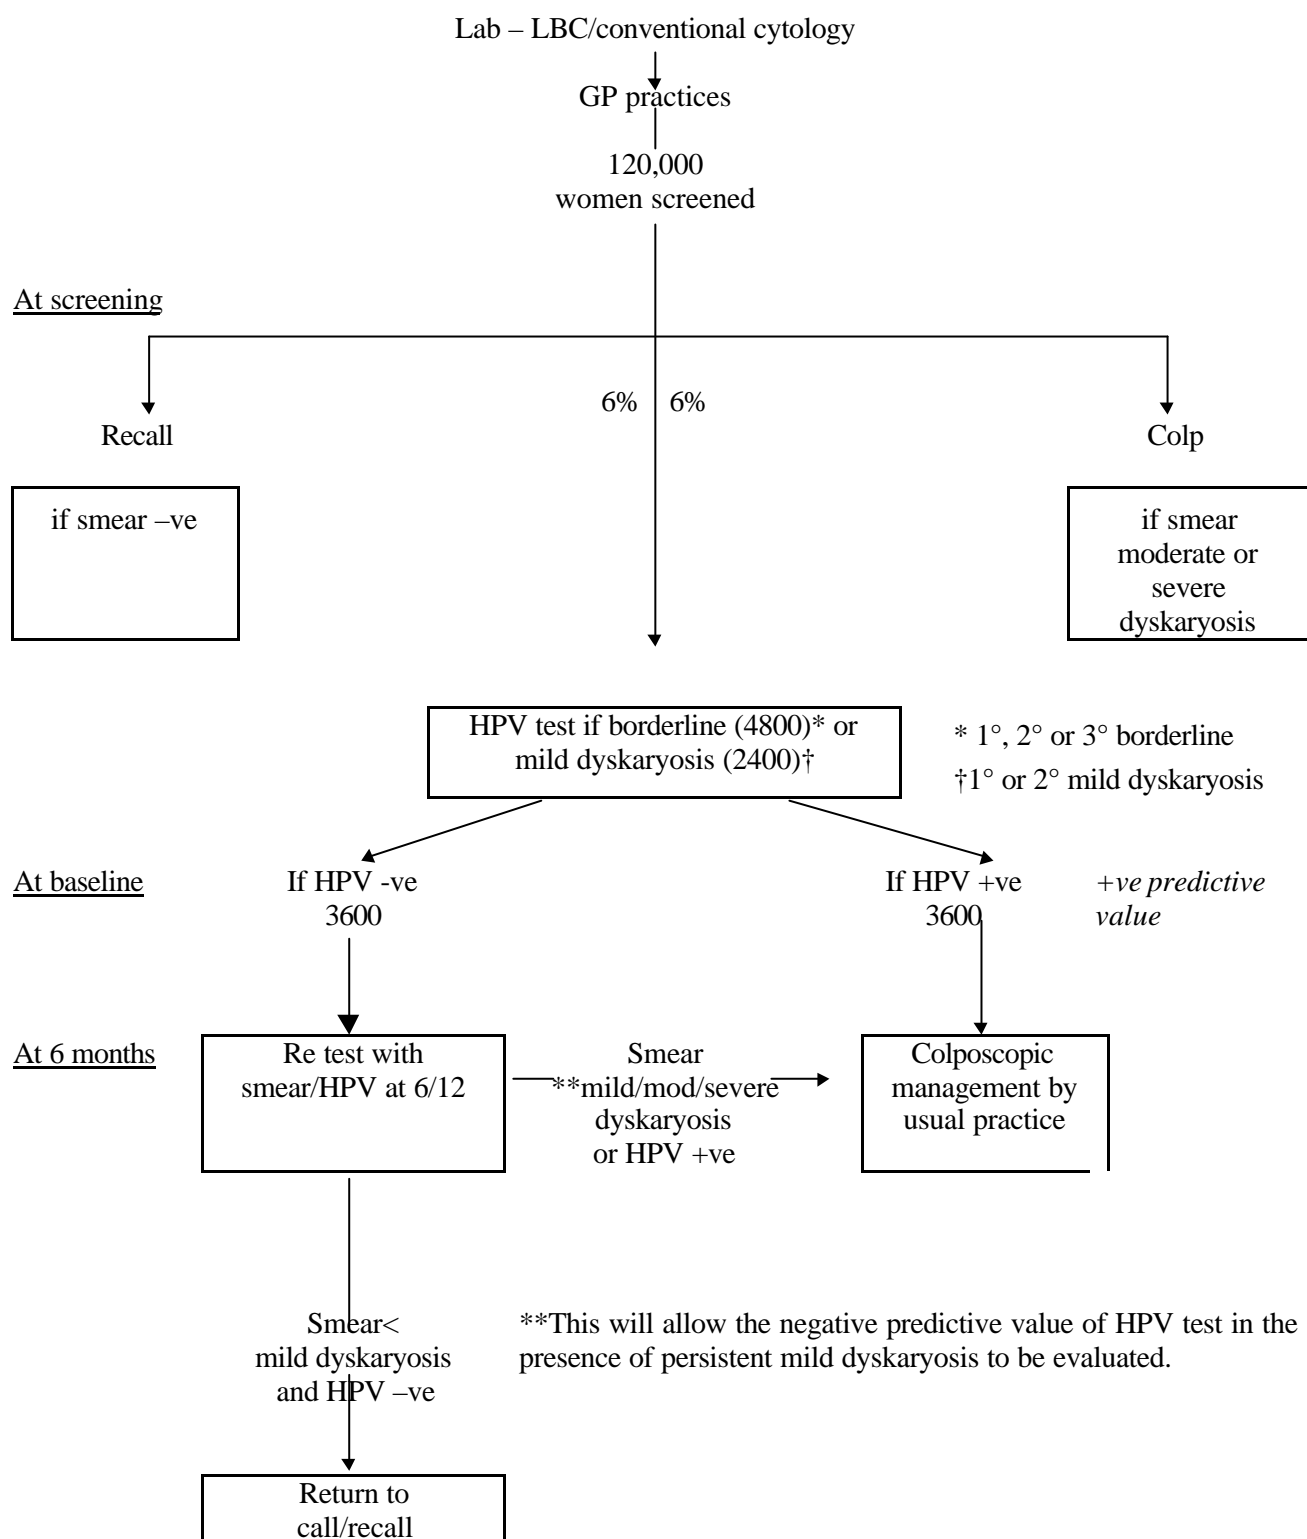 Lab – LBC/conventional cytology
GP practices
120,000
women screened
At screening
6% 6%
Recall
Colp
if smear –ve
if smear
moderate or
severe
dyskaryosis
HPV test if borderline (4800)* or
mild dyskaryosis (2400)†
* 1°, 2° or 3° borderline
†1° or 2° mild dyskaryosis
At baseline
If HPV -ve
3600
If HPV +ve
3600
+ve predictive
value
At 6 months
Re test with
smear/HPV at 6/12
Smear
**mild/mod/severe
dyskaryosis
or HPV +ve
Colposcopic
management by
usual practice
Smear<
mild dyskaryosis
and HPV –ve
**This will allow the negative predictive value of HPV test in the
presence of persistent mild dyskaryosis to be evaluated.
Return to
call/recall